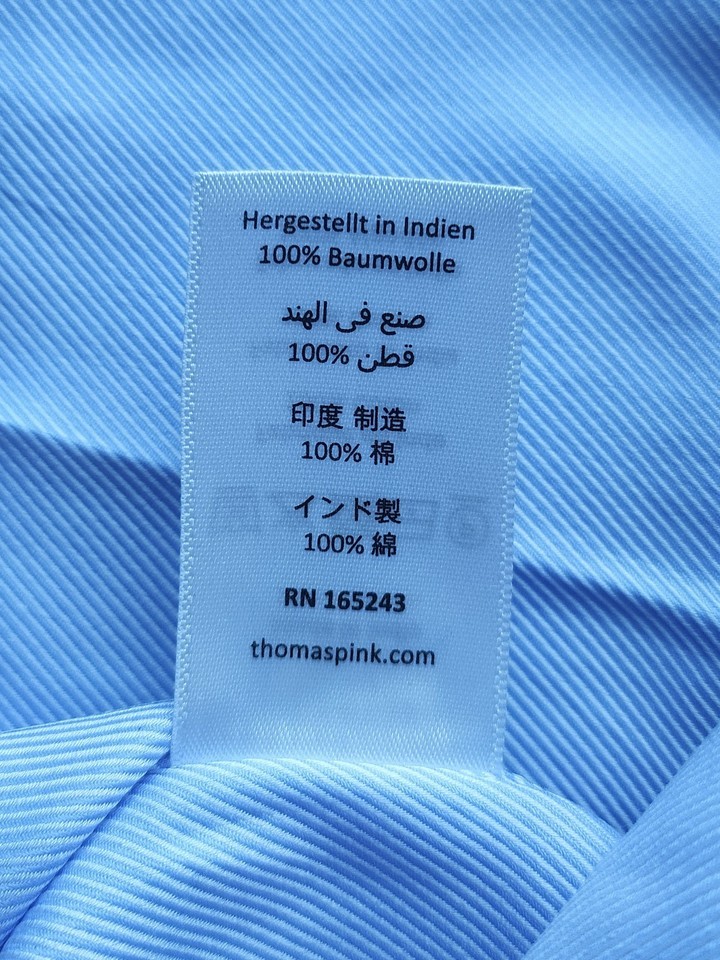 Hergestellt in Indien
100% Baumwolle
صنع فى الهند
100% قطن
印度 制造
100% 棉
インド製
100% 綿
RN 165243
thomaspink.com